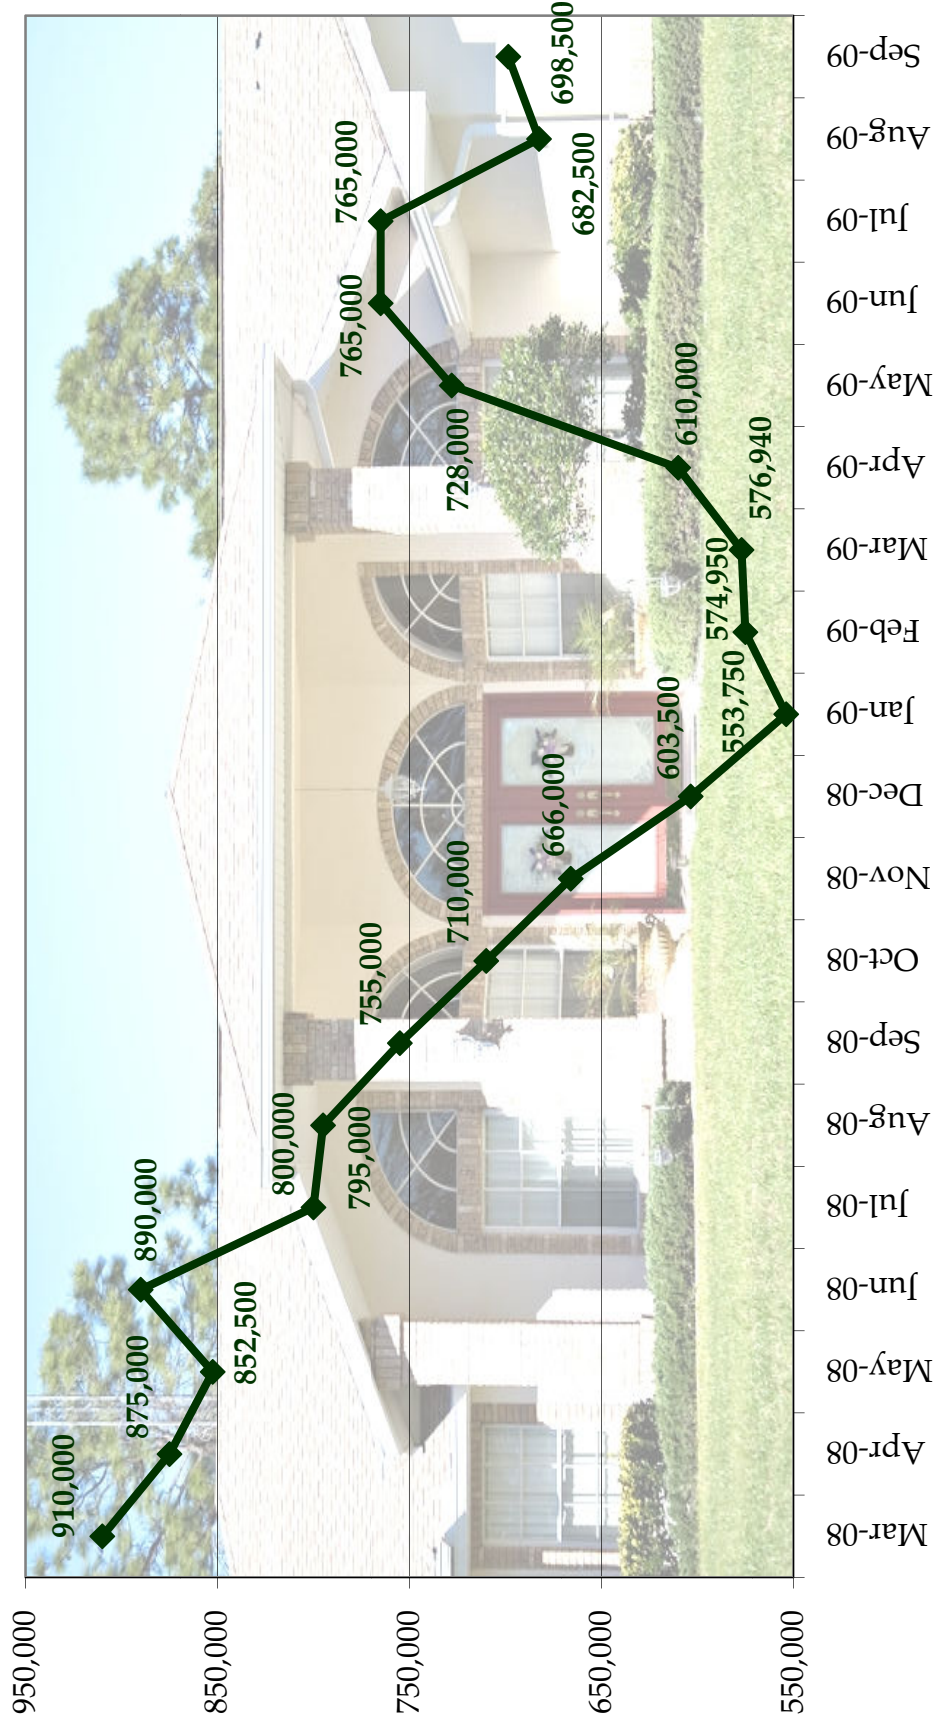 950,000
850,000
750,000
650,000
550,000
910,000
875,000
852,500
890,000
800,000
795,000
755,000
710,000
666,000
603,500
553,750
574,950
576,940
610,000
728,000
765,000
765,000
682,500
698,500
Mar-08
Apr-08
May-08
Jun-08
Jul-08
Aug-08
Sep-08
Oct-08
Nov-08
Dec-08
Jan-09
Feb-09
Mar-09
Apr-09
May-09
Jun-09
Jul-09
Aug-09
Sep-09